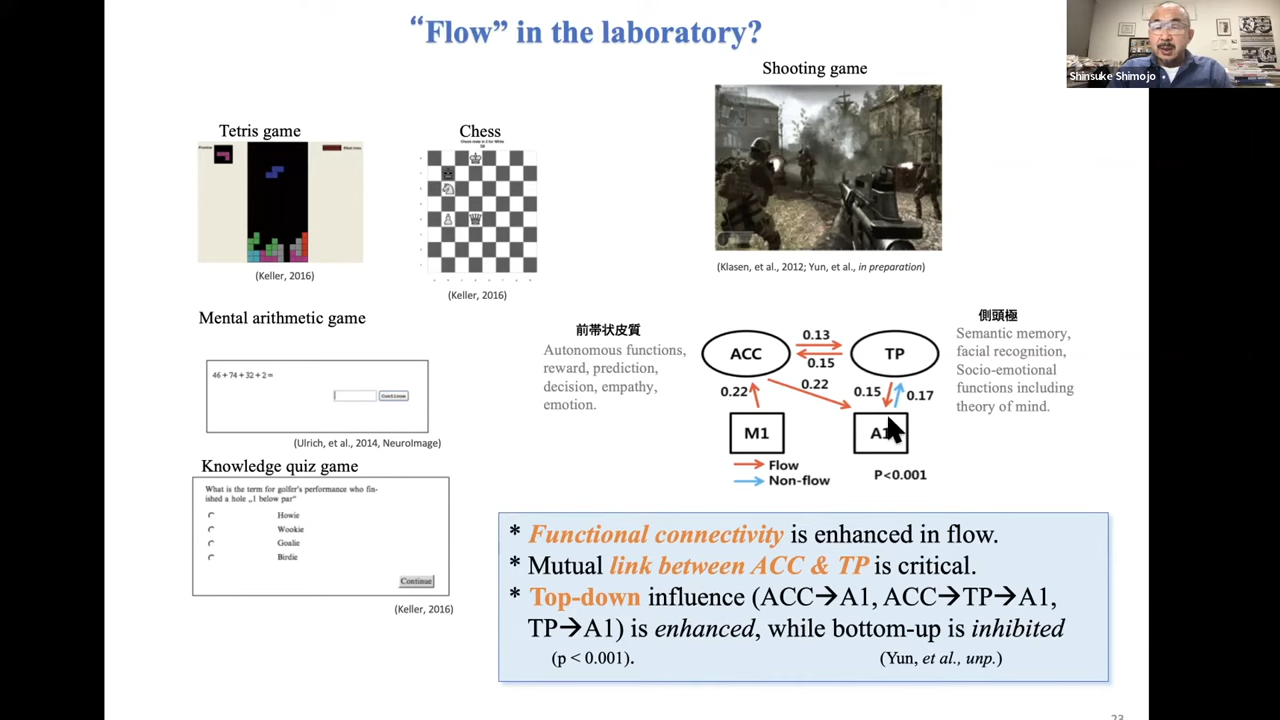 “Flow” in the laboratory?
Shinsuke Shimojo
Shooting game
Tetris game
Chess
(Keller, 2016)
(Keller, 2016)
(Klasen, et al., 2012; Yun, et al., in preparation)
Mental arithmetic game
46 + 74 + 32 + 2 =
Continue
(Ulrich, et al., 2014, NeuroImage)
Knowledge quiz game
What is the term for golfer's performance who fin-
ished a hole „1 below par“
Howie
Wookie
Goalie
Birdie
Continue
(Keller, 2016)
前帯状皮質
Autonomous functions,
reward, prediction,
decision, empathy,
emotion.
ACC
0.13
0.15
TP
0.22
0.22
0.15
0.17
M1
A1
Flow
Non-flow
P<0.001
側頭極
Semantic memory,
facial recognition,
Socio-emotional
functions including
theory of mind.
* Functional connectivity is enhanced in flow.
* Mutual link between ACC & TP is critical.
* Top-down influence (ACC→A1, ACC→TP→A1,
TP→A1) is enhanced, while bottom-up is inhibited
(p < 0.001). (Yun, et al., unp.)
23